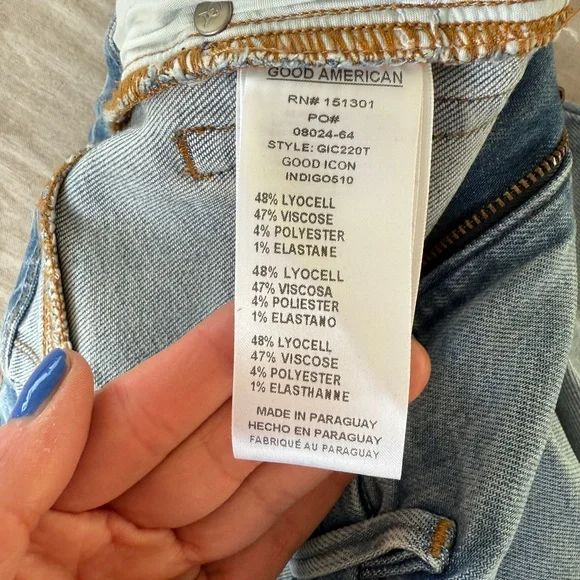 GOOD AMERICAN
RN# 151301
PO#
08024-64
STYLE: GIC220T
GOOD ICON
INDIGO510
48% LYOCELL
47% VISCOSE
4% POLYESTER
1% ELASTANE
48% LYOCELL
47% VISCOSA
4% POLIESTER
1% ELASTANO
48% LYOCELL
47% VISCOSE
4% POLYESTER
1% ELASTHANNE
MADE IN PARAGUAY
HECHO EN PARAGUAY
FABRIQUÉ AU PARAGUAY